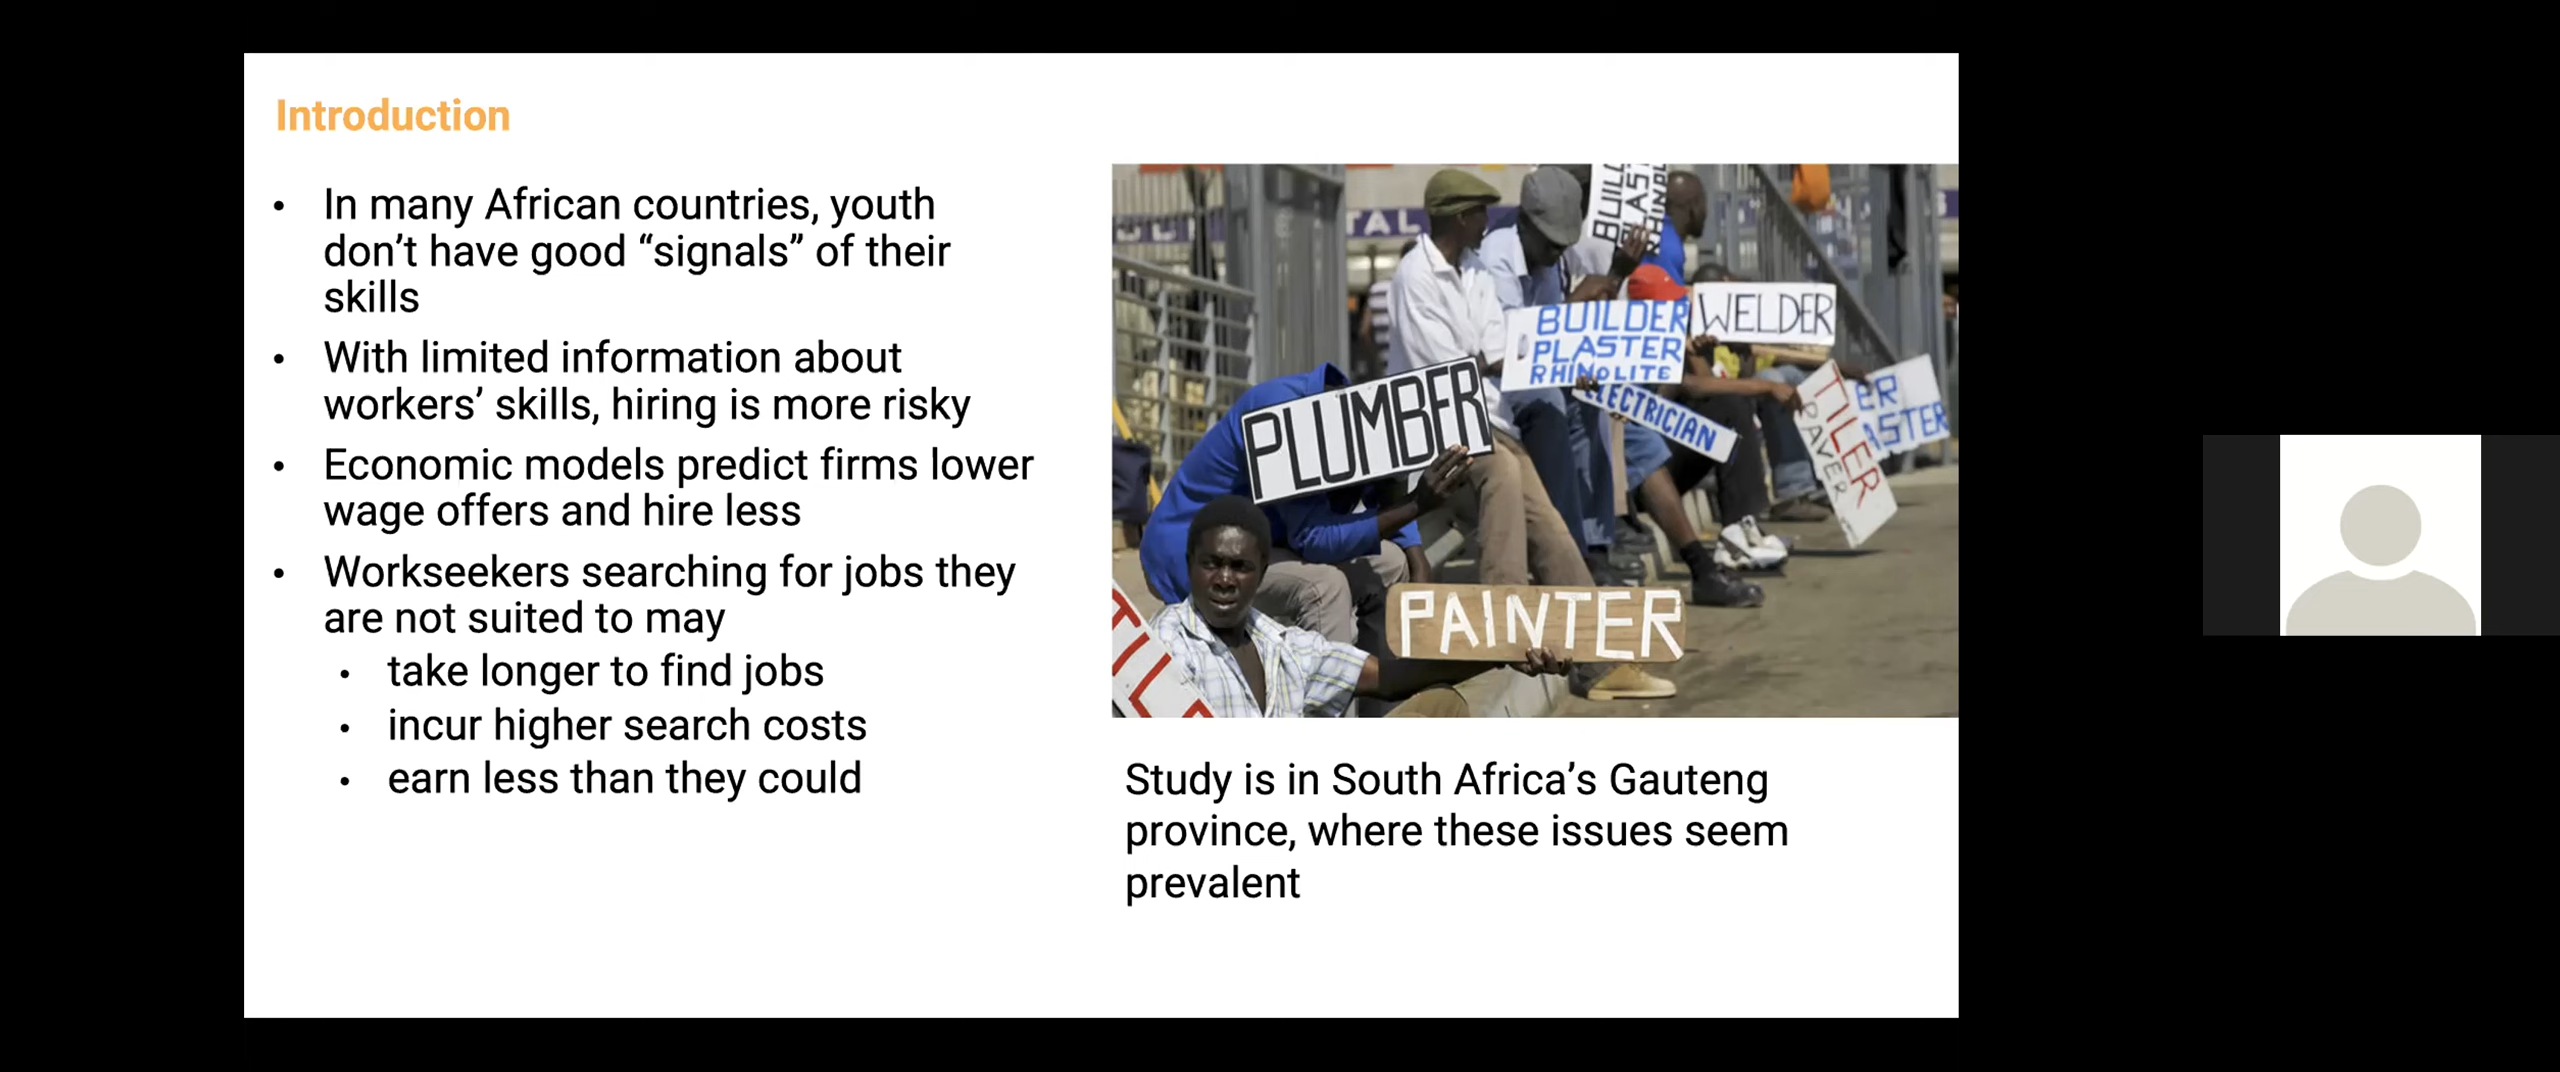 Introduction
• In many African countries, youth
don’t have good “signals” of their
skills
• With limited information about
workers’ skills, hiring is more risky
• Economic models predict firms lower
wage offers and hire less
• Workseekers searching for jobs they
are not suited to may
• take longer to find jobs
• incur higher search costs
• earn less than they could
BUILDER
PLASTER
RHINOLITE
WELDER
PLUMBER
ELECTRICIAN
TILER
PAVER
PAINTER
Study is in South Africa’s Gauteng
province, where these issues seem
prevalent